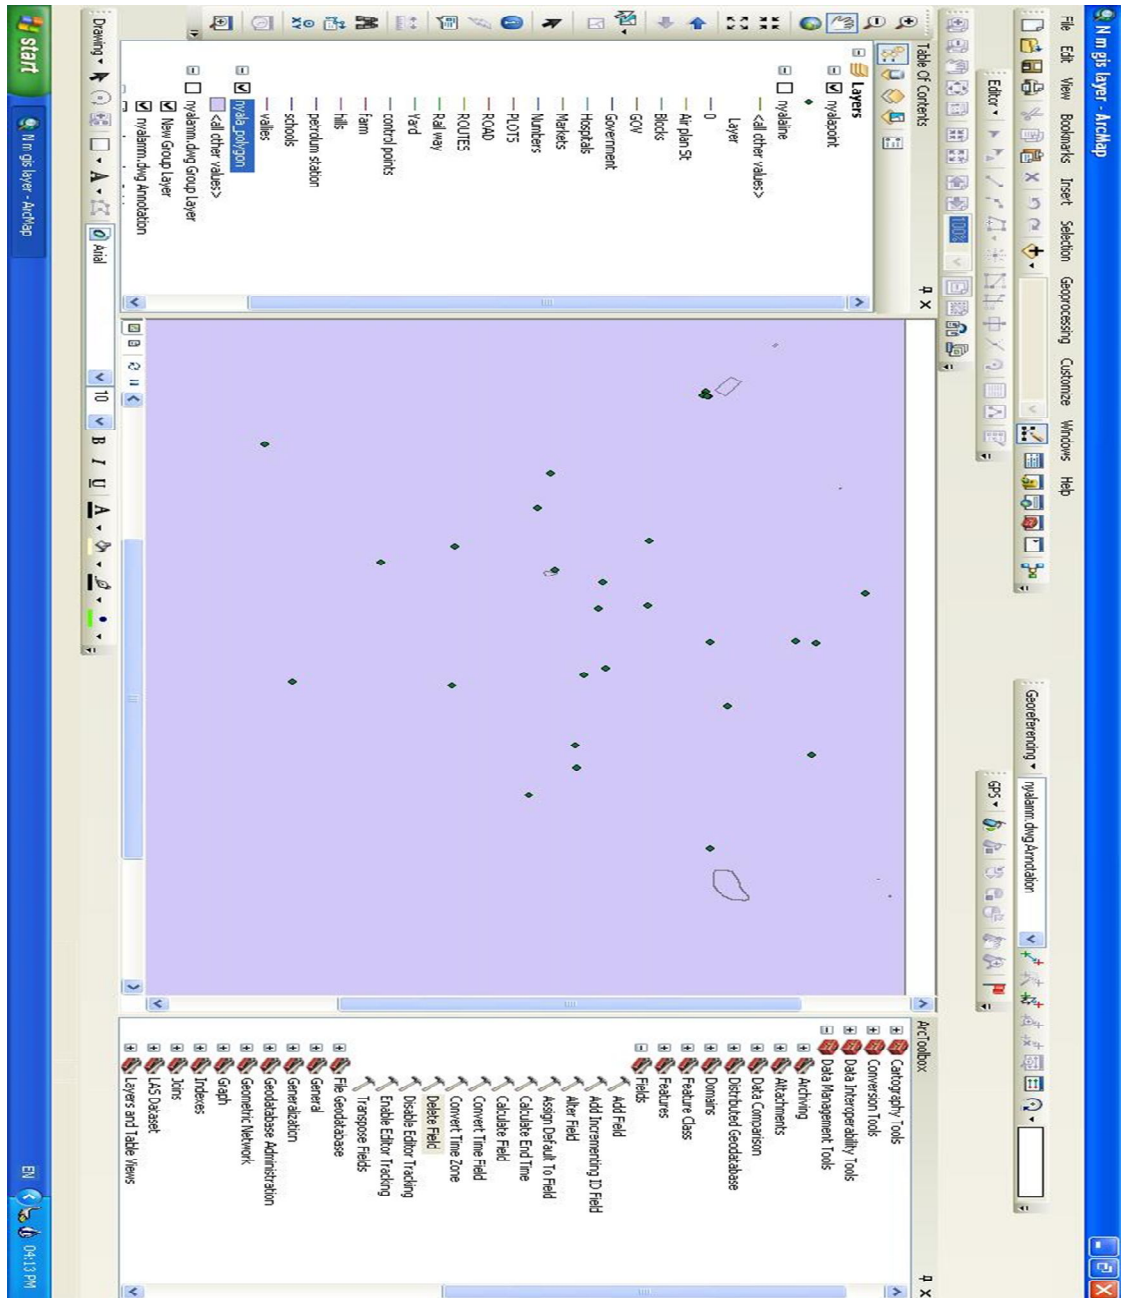 N m gis layer - ArcMap
File Edit View Bookmarks Insert Selection Geoprocessing Customize Windows Help
Georeferencing
nyalamm.dwg Annotation
Editor
GPS
100%
Table Of Contents
Layers
nyalapoint
nyalaline
<all other values>
Layer
0
Air plan St
Blocks
GOV
Government
Hospitals
Markets
Numbers
PLOTS
ROAD
ROUTES
Rail way
Yard
control points
farm
hills
petrolum station
schools
vallies
nyala_polygon
<all other values>
nyalamm.dwg Group Layer
New Group Layer
nyalamm.dwg Annotation
ArcToolbox
Cartography Tools
Conversion Tools
Data Interoperability Tools
Data Management Tools
Archiving
Attachments
Data Comparison
Distributed Geodatabase
Domains
Feature Class
Features
Fields
Add Field
Add Incrementing ID Field
Alter Field
Assign Default To Field
Calculate End Time
Calculate Field
Convert Time Field
Convert Time Zone
Delete Field
Disable Editor Tracking
Enable Editor Tracking
Transpose Fields
File Geodatabase
General
Generalization
Geodatabase Administration
Geometric Network
Graph
Indexes
Joins
LAS Dataset
Layers and Table Views
Drawing
A
Arial
10
B I U A
start
N m gis layer - ArcMap
EN
04:13 PM